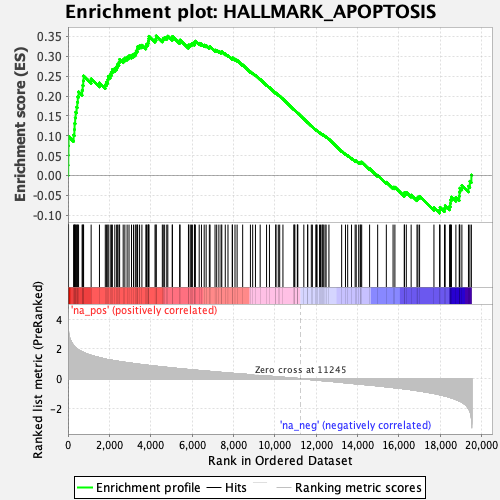 Enrichment plot: HALLMARK_APOPTOSIS
Enrichment score (ES)
0.35
0.30
0.25
0.20
0.15
0.10
0.05
0.00
-0.05
-0.10
'na_pos' (positively correlated)
Ranked list metric (PreRanked)
4
2
0
-2
Zero cross at 11245
'na_neg' (negatively correlated)
0 2,000 4,000 6,000 8,000 10,000 12,000 14,000 16,000 18,000 20,000
Rank in Ordered Dataset
Enrichment profile Hits Ranking metric scores